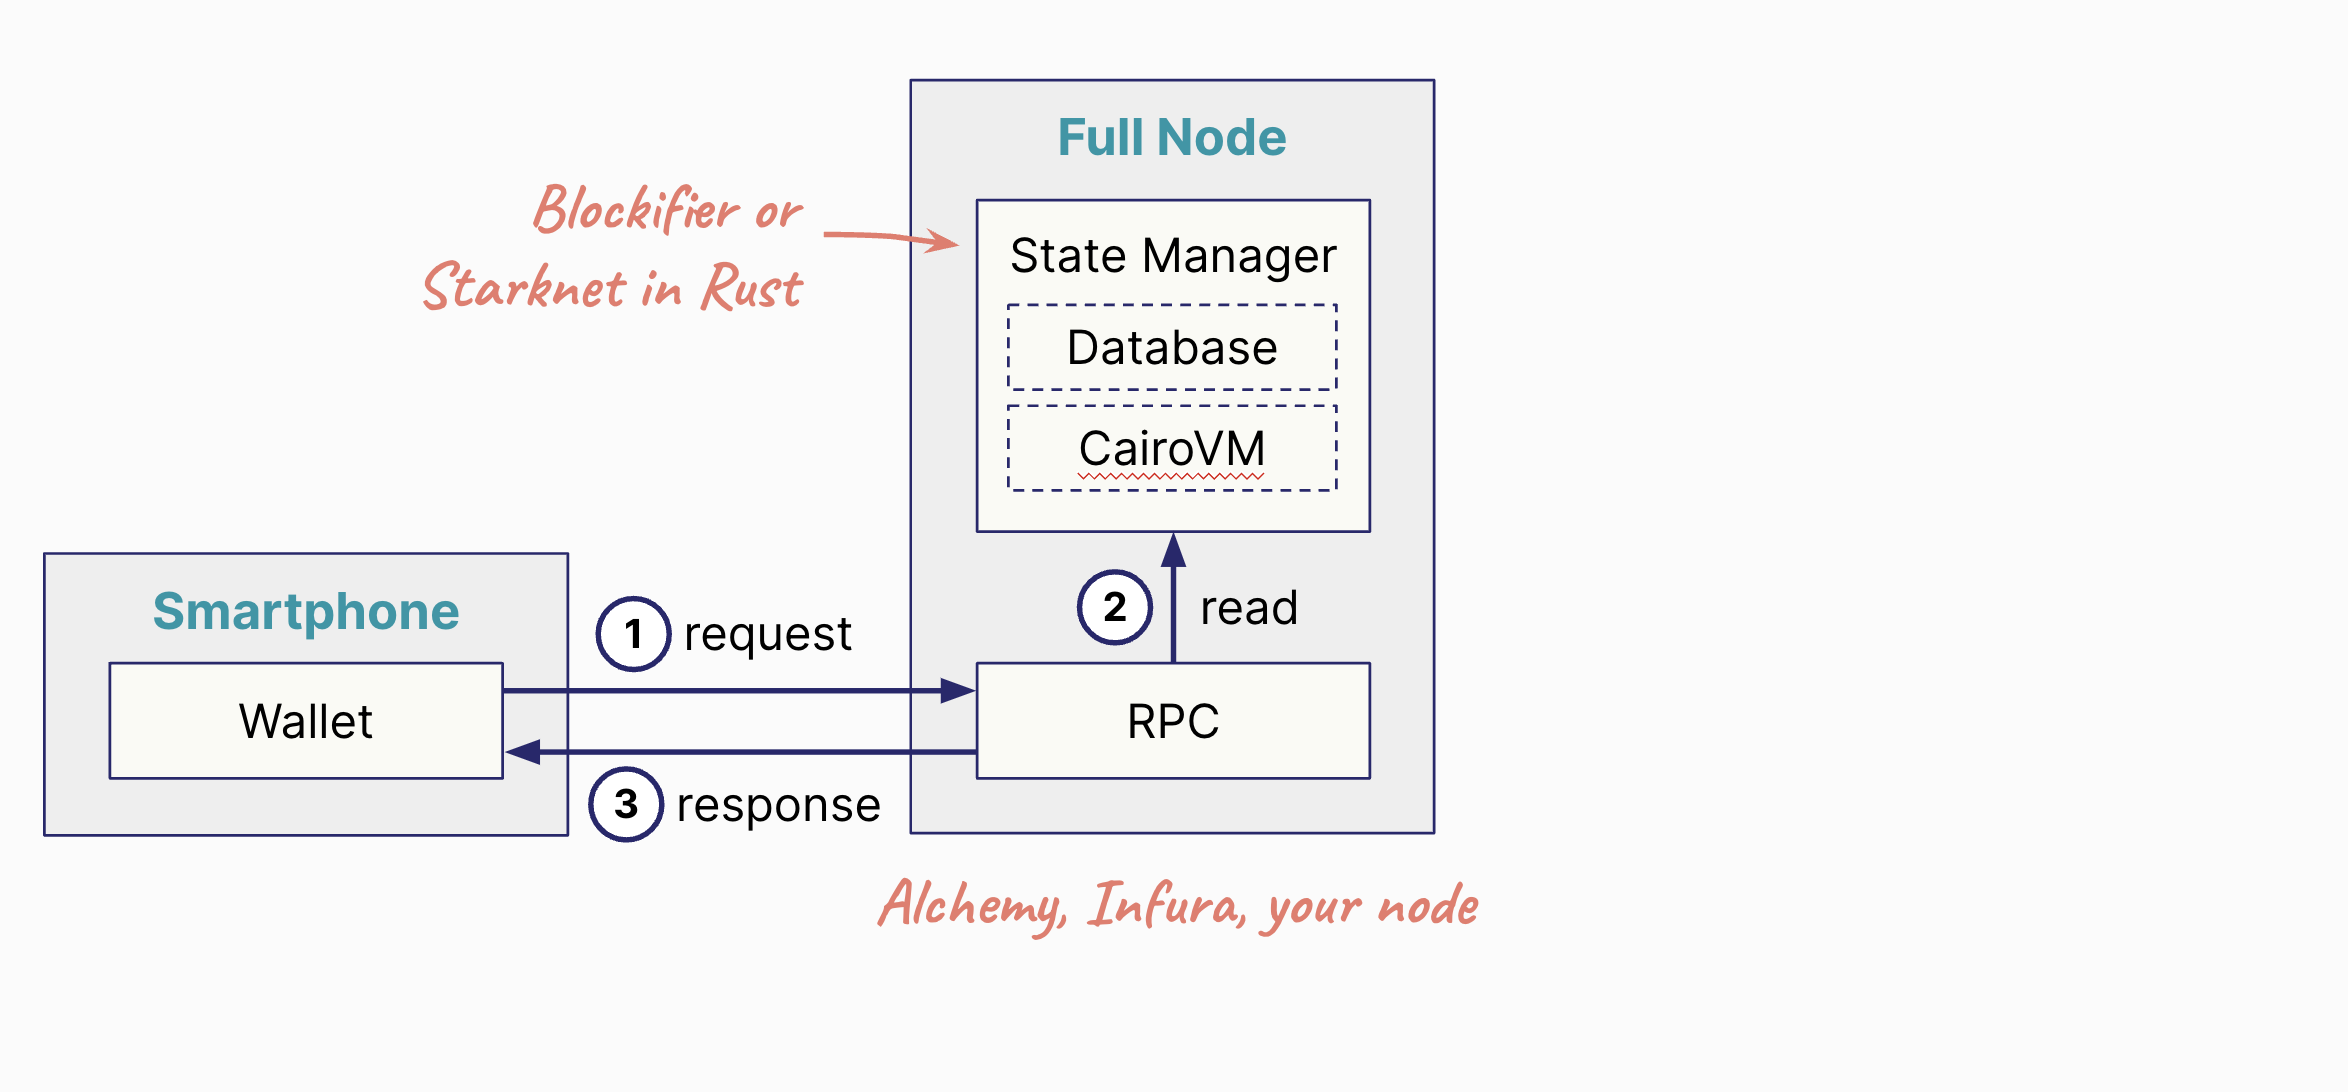 Full Node
Blockifier or
Starknet in Rust
State Manager
Database
CairoVM
Smartphone
Wallet
1 request
2 read
RPC
3 response
Alchemy, Infura, your node